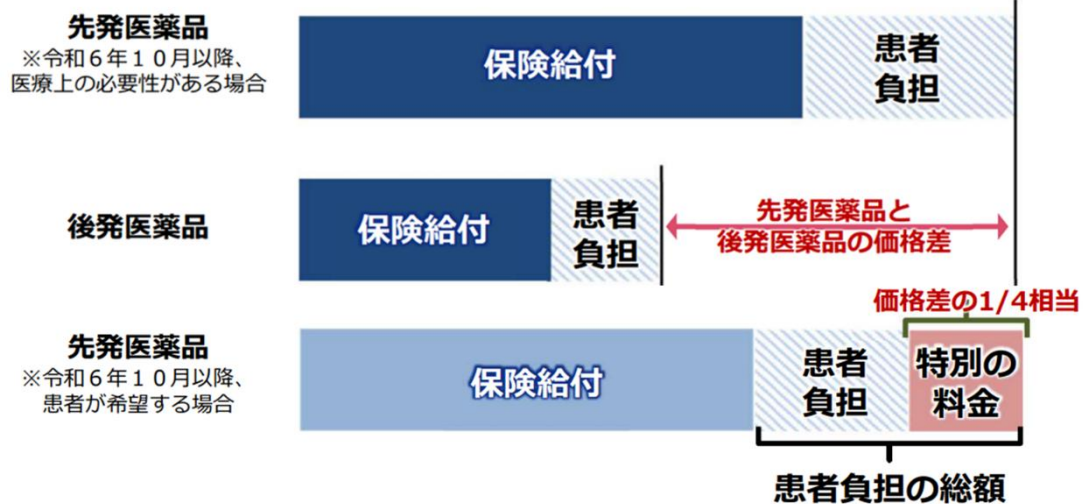 先発医薬品
※令和6年10月以降、
医療上の必要性がある場合
保険給付
患者
負担
後発医薬品
保険給付
患者
負担
先発医薬品と
後発医薬品の価格差
価格差の1/4相当
先発医薬品
※令和6年10月以降、
患者が希望する場合
保険給付
患者
負担
特別の
料金
患者負担の総額